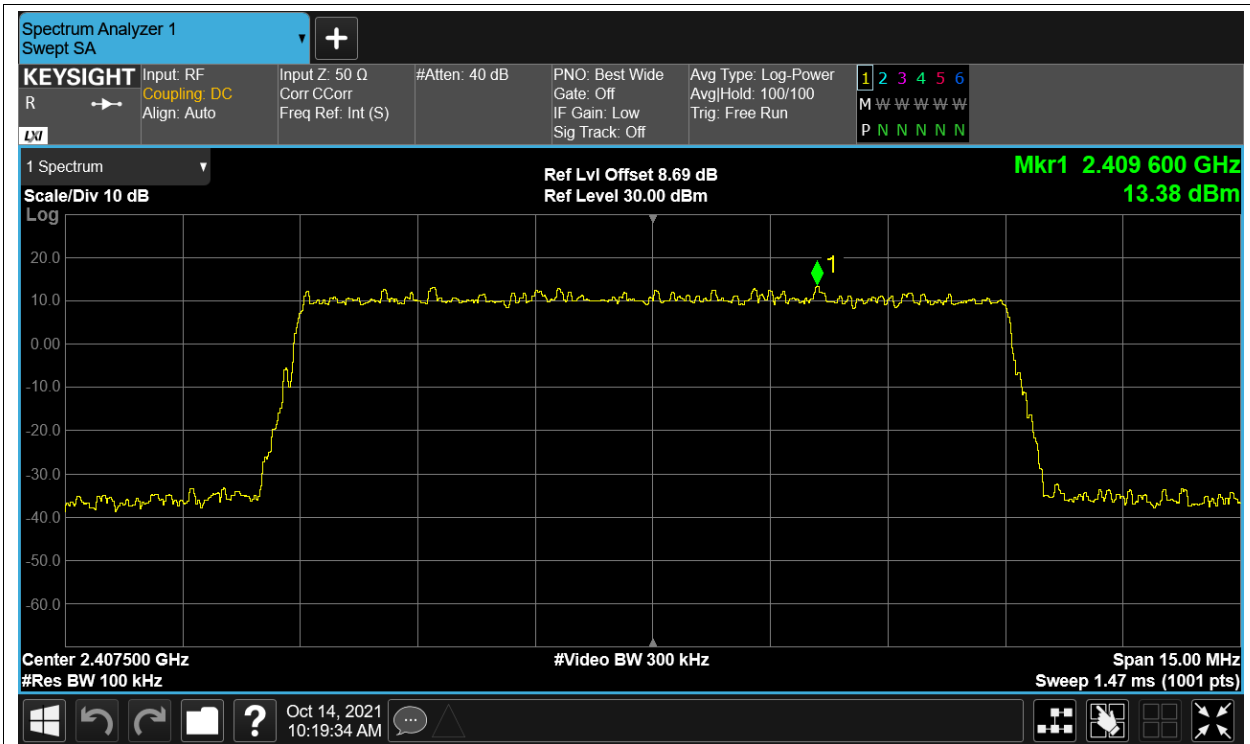 Spectrum Analyzer 1
Swept SA
KEYSIGHT
R
LXI
Input: RF
Coupling: DC
Align: Auto
Input Z: 50 Ω
Corr CCorr
Freq Ref: Int (S)
#Atten: 40 dB
PNO: Best Wide
Gate: Off
IF Gain: Low
Sig Track: Off
Avg Type: Log-Power
Avg|Hold: 100/100
Trig: Free Run
1 2 3 4 5 6
M W W W W W
P N N N N N
1 Spectrum
Scale/Div 10 dB
Log
Ref Lvl Offset 8.69 dB
Ref Level 30.00 dBm
Mkr1 2.409 600 GHz
13.38 dBm
1
20.0
10.0
0.00
-10.0
-20.0
-30.0
-40.0
-50.0
-60.0
Center 2.407500 GHz
#Video BW 300 kHz
Span 15.00 MHz
#Res BW 100 kHz
Sweep 1.47 ms (1001 pts)
?
Oct 14, 2021
10:19:34 AM